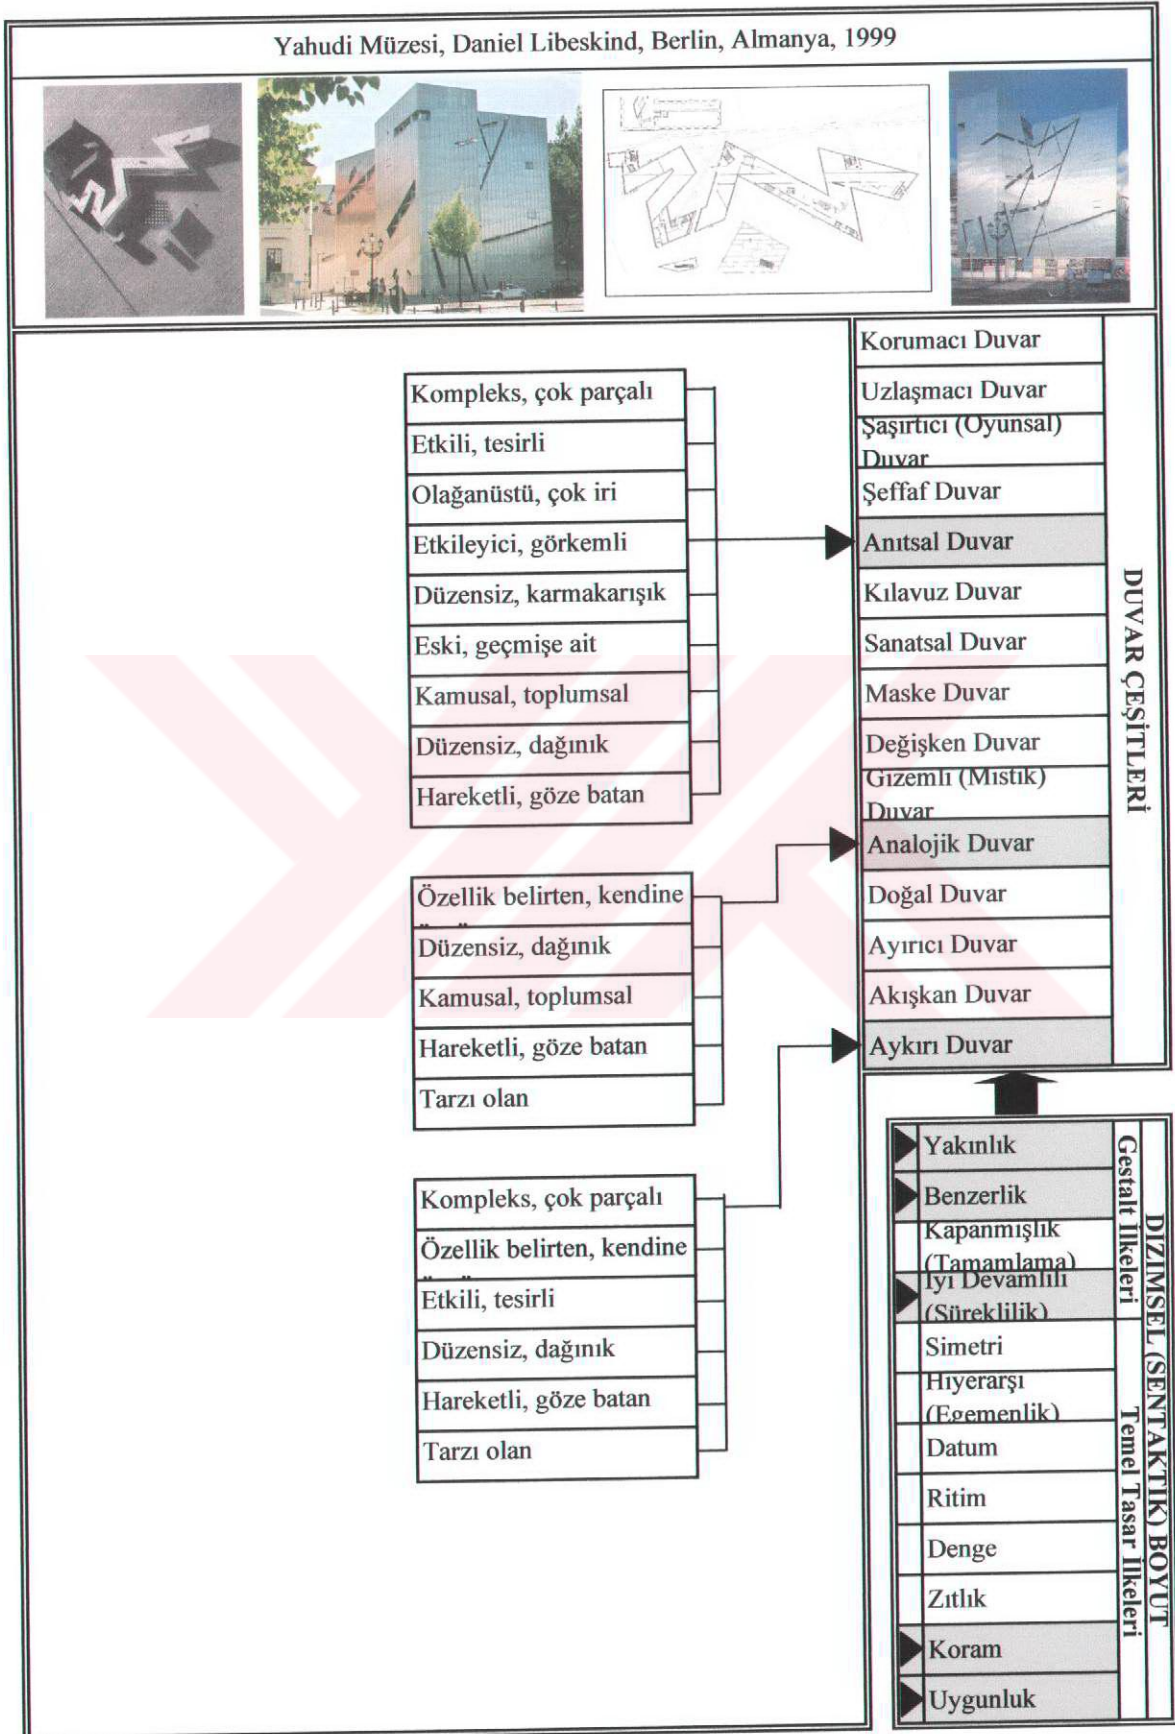 Yahudi Müzesi, Daniel Libeskind, Berlin, Almanya, 1999
Kompleks, çok parçalı
Etkili, tesirli
Olağanüstü, çok iri
Etkileyici, görkemli
Düzensiz, karmakarışık
Eski, geçmişe ait
Kamusal, toplumsal
Düzensiz, dağınık
Hareketli, göze batan
Özellik belirten, kendine
Düzensiz, dağınık
Kamusal, toplumsal
Hareketli, göze batan
Tarzı olan
Kompleks, çok parçalı
Özellik belirten, kendine
Etkili, tesirli
Düzensiz, dağınık
Hareketli, göze batan
Tarzı olan
Korumacı Duvar
Uzlaşmacı Duvar
Şaşırtıcı (Oyunsal)
Duvar
Şeffaf Duvar
Anıtsal Duvar
Kılavuz Duvar
Sanatsal Duvar
Maske Duvar
Değişken Duvar
Gizemli (Mistik)
Duvar
Analojik Duvar
Doğal Duvar
Ayırıcı Duvar
Akışkan Duvar
Aykırı Duvar
DUVAR ÇEŞİTLERİ
Yakınlık
Benzerlik
Kapanmışlık
(Tamamlama)
İyi Devamlılı
(Süreklilik)
Simetri
Hiyerarşi
(Egemenlik)
Datum
Ritim
Denge
Zıtlık
Koram
Uygunluk
Gestalt İlkeleri
Temel Tasar İlkeleri
DİZİMSEL (SENTAKTİK) BOYUT